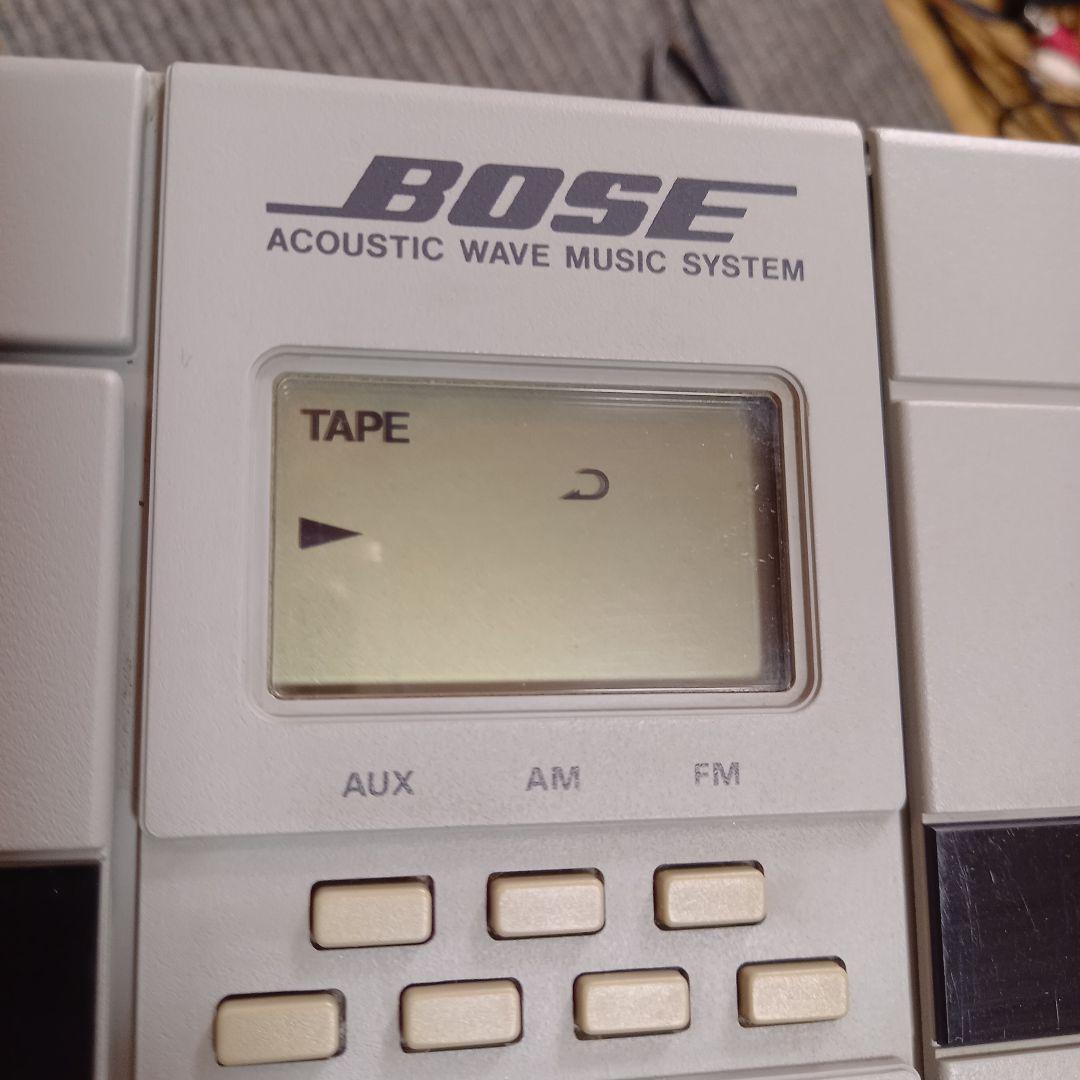 BOSE
ACOUSTIC WAVE MUSIC SYSTEM
TAPE
AUX AM FM